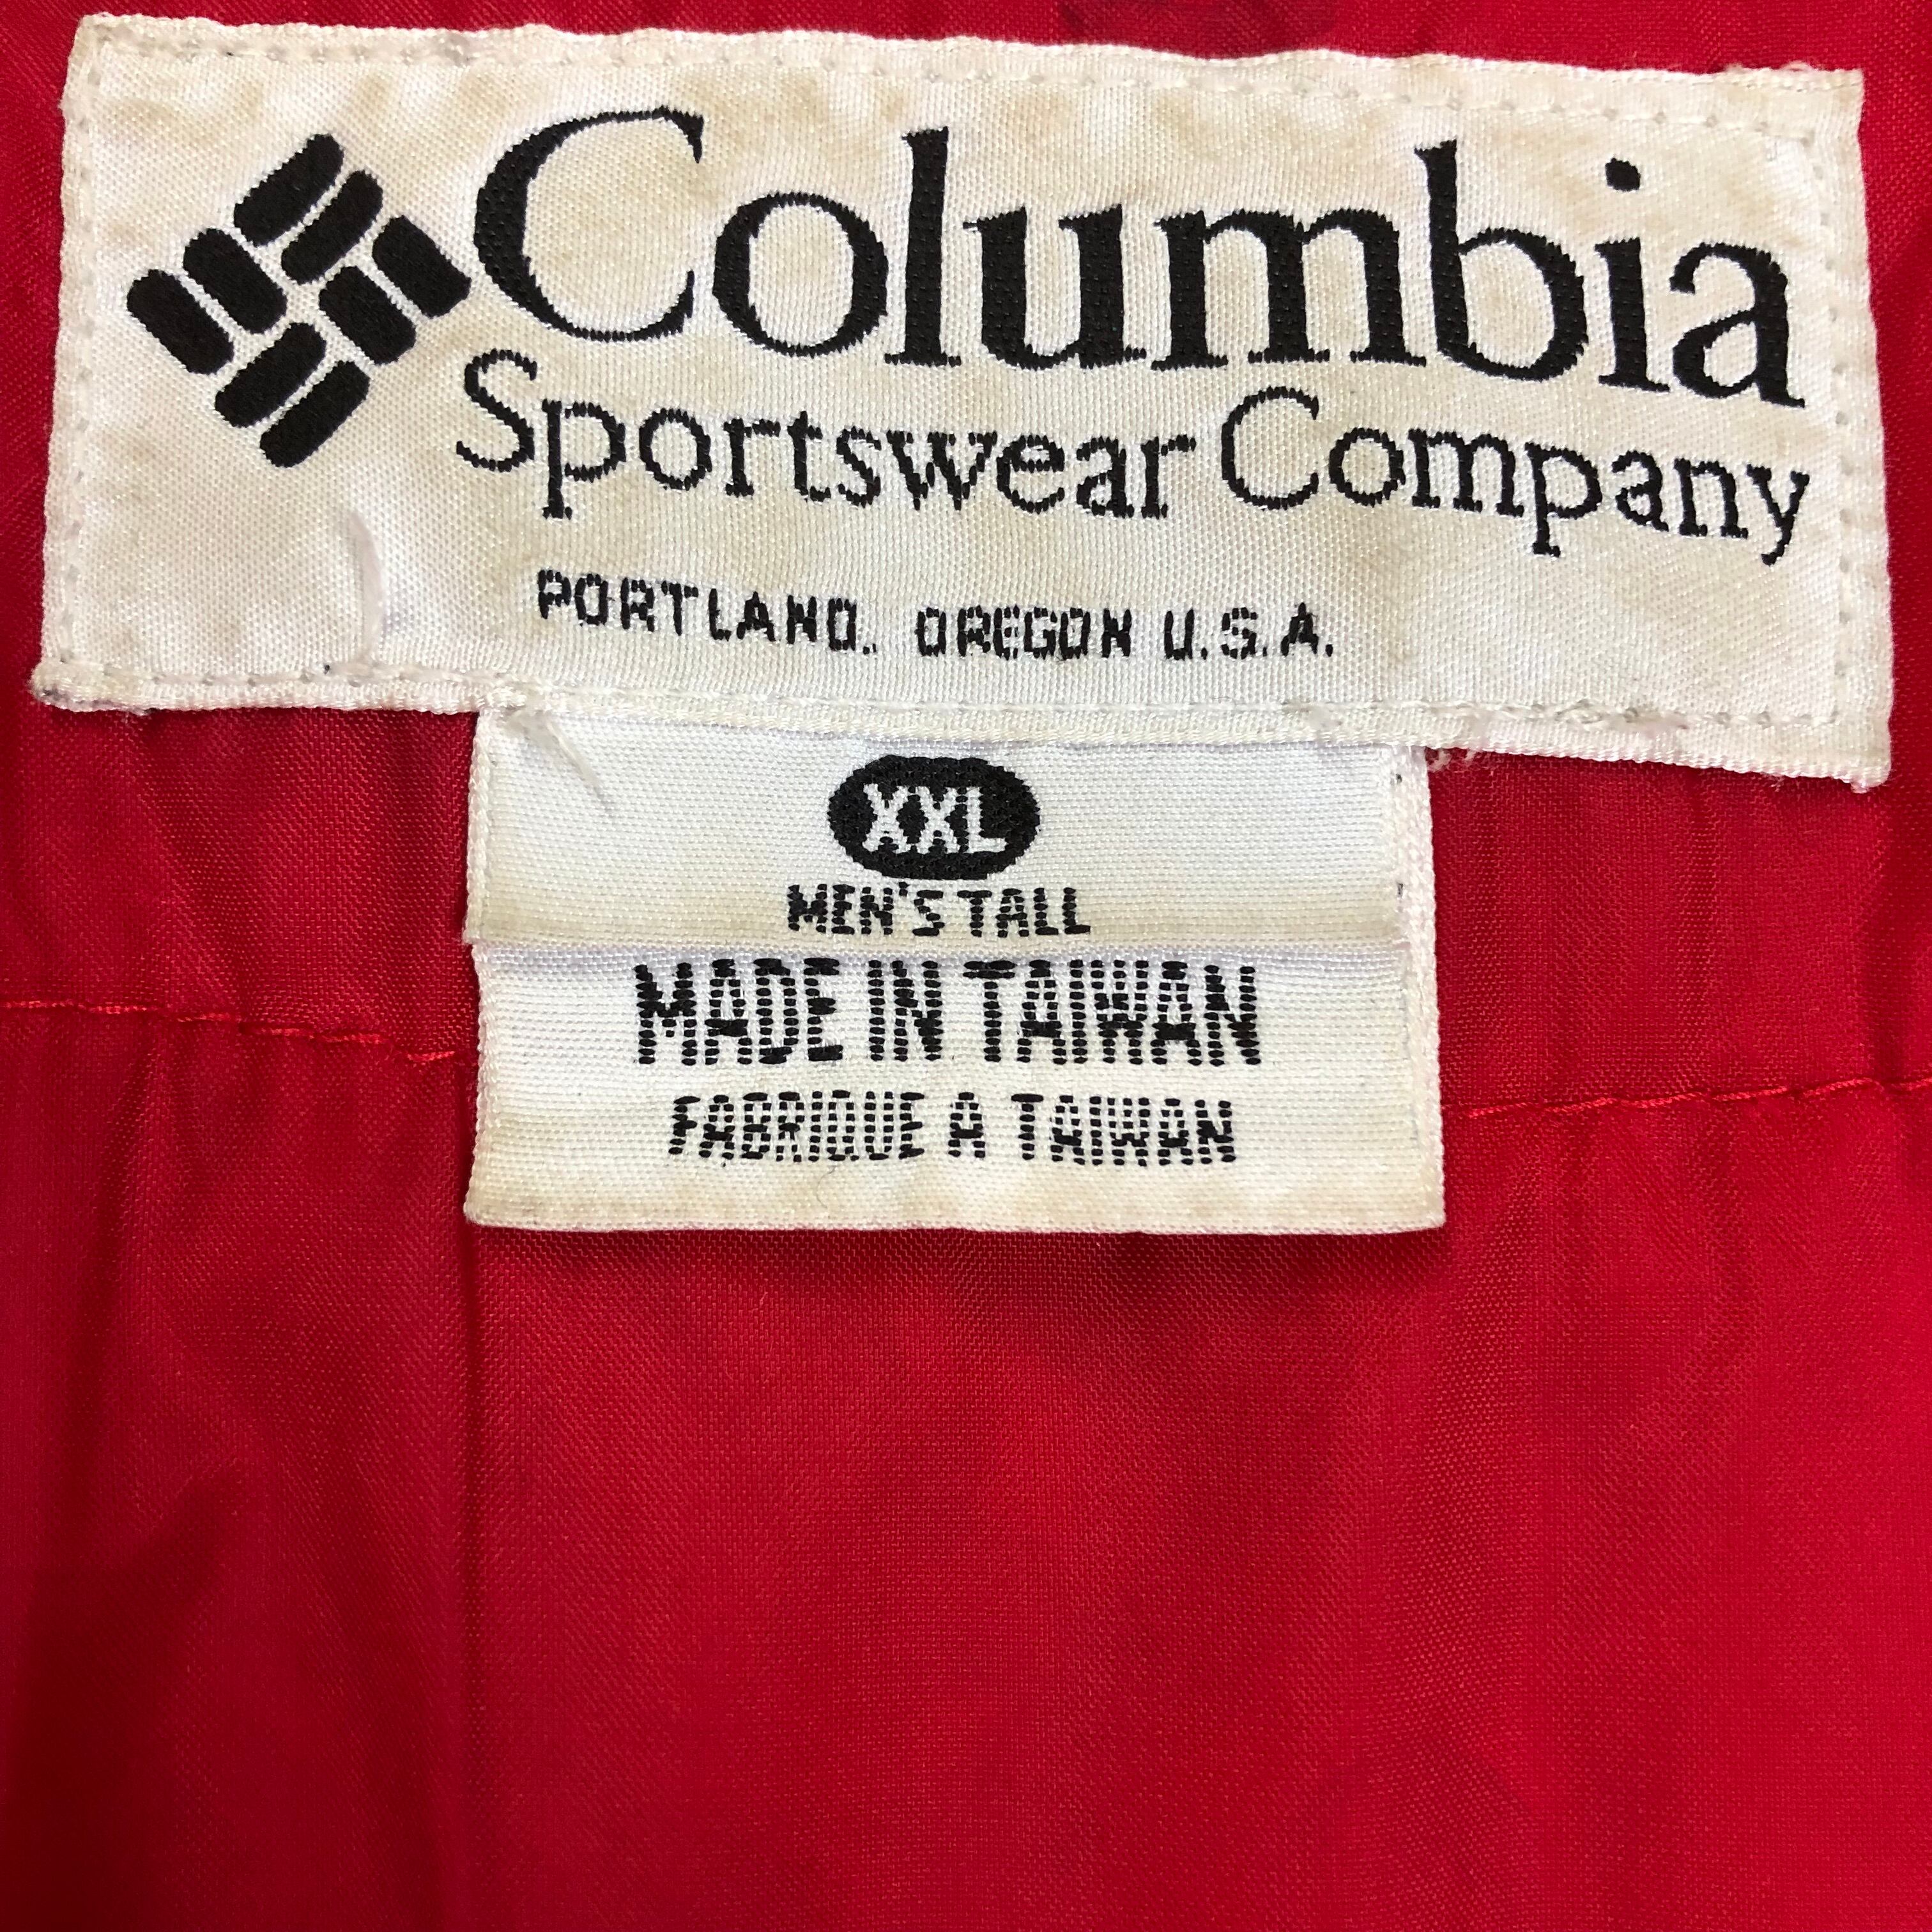 Columbia
Sportswear Company
PORTLAND, OREGON U.S.A.
XXL
MEN'S TALL
MADE IN TAIWAN
FABRIQUE A TAIWAN